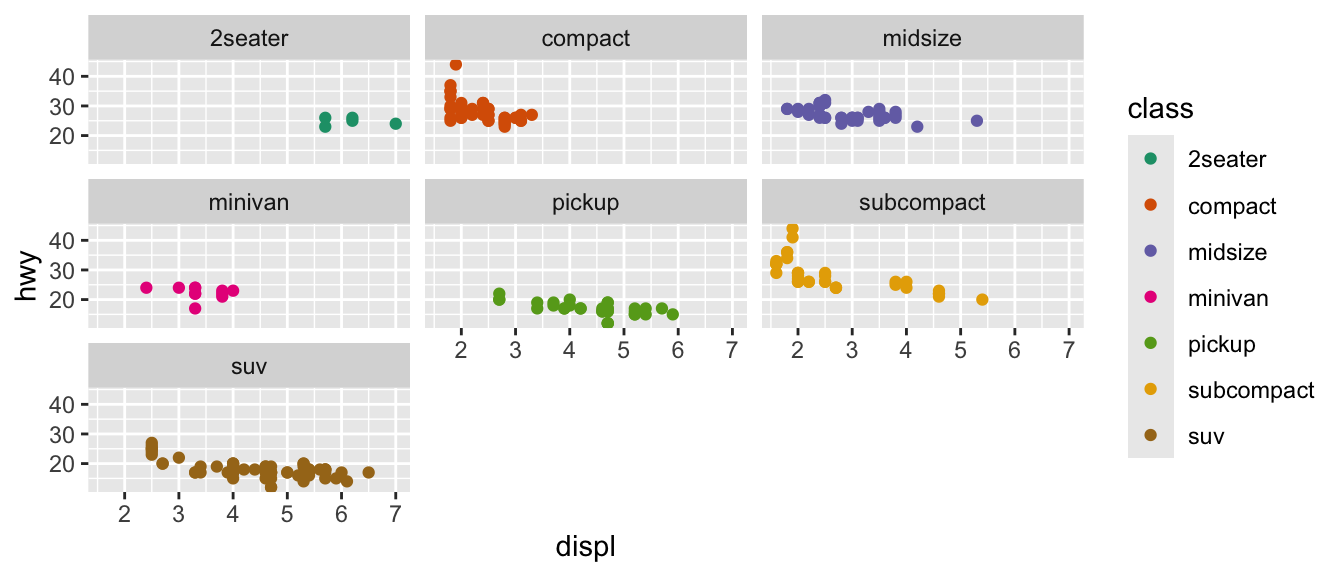 2seater compact midsize
40
30
20
minivan pickup subcompact
40
30
20
2 3 4 5 6 7 2 3 4 5 6 7
suv
40
30
20
2 3 4 5 6 7
displ
hwy
class
2seater
compact
midsize
minivan
pickup
subcompact
suv